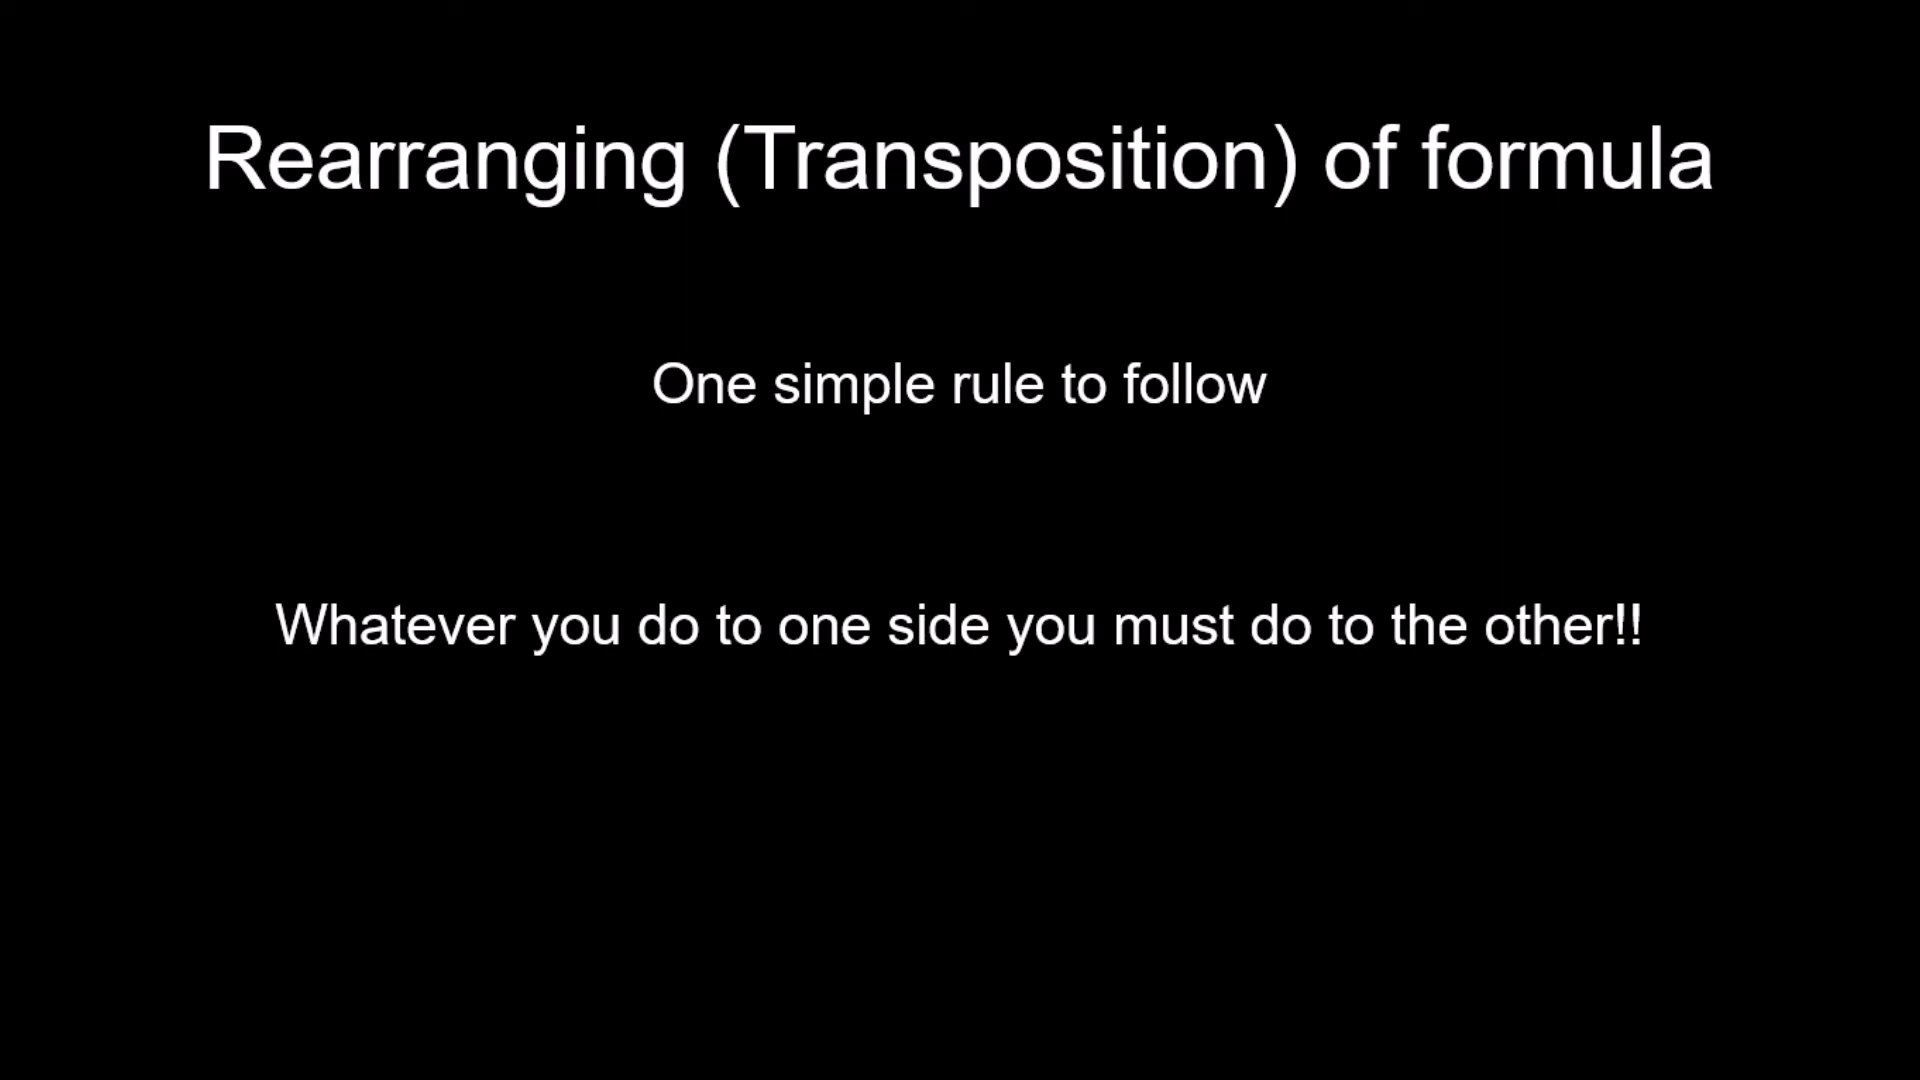 Rearranging (Transposition) of formula
One simple rule to follow
Whatever you do to one side you must do to the other!!